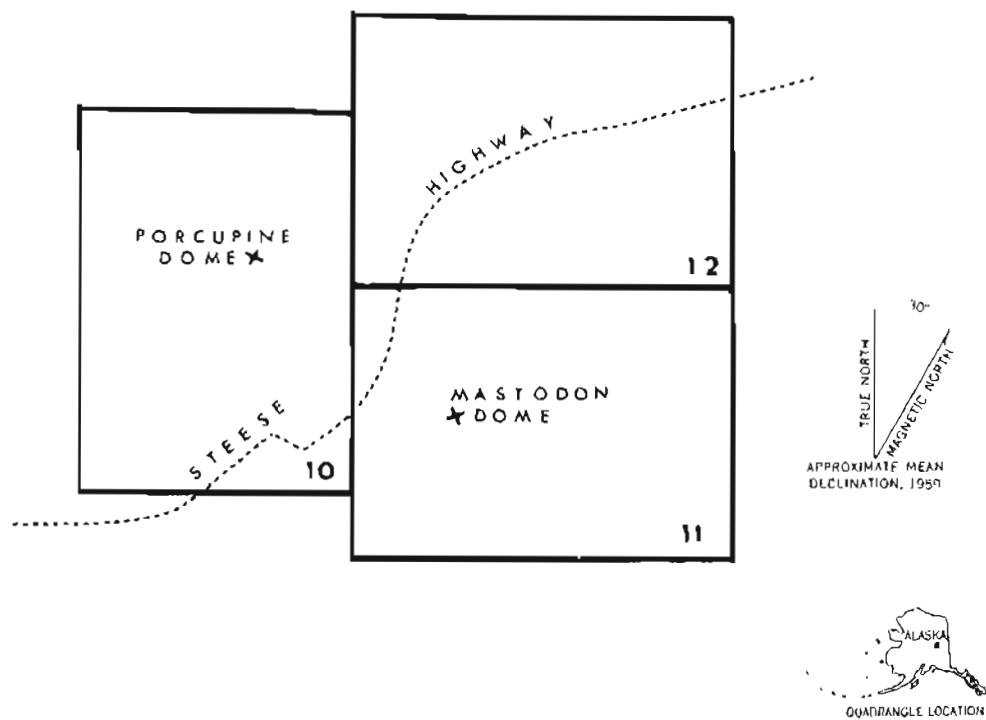 HIGHWAY
PORCUPINE
DOME
12
30°
TRUE NORTH
MAGNETIC NORTH
MASTODON
DOME
STEESE
10
APPROXIMATE MEAN
DECLINATION, 1959
11
ALASKA
QUADRANGLE LOCATION